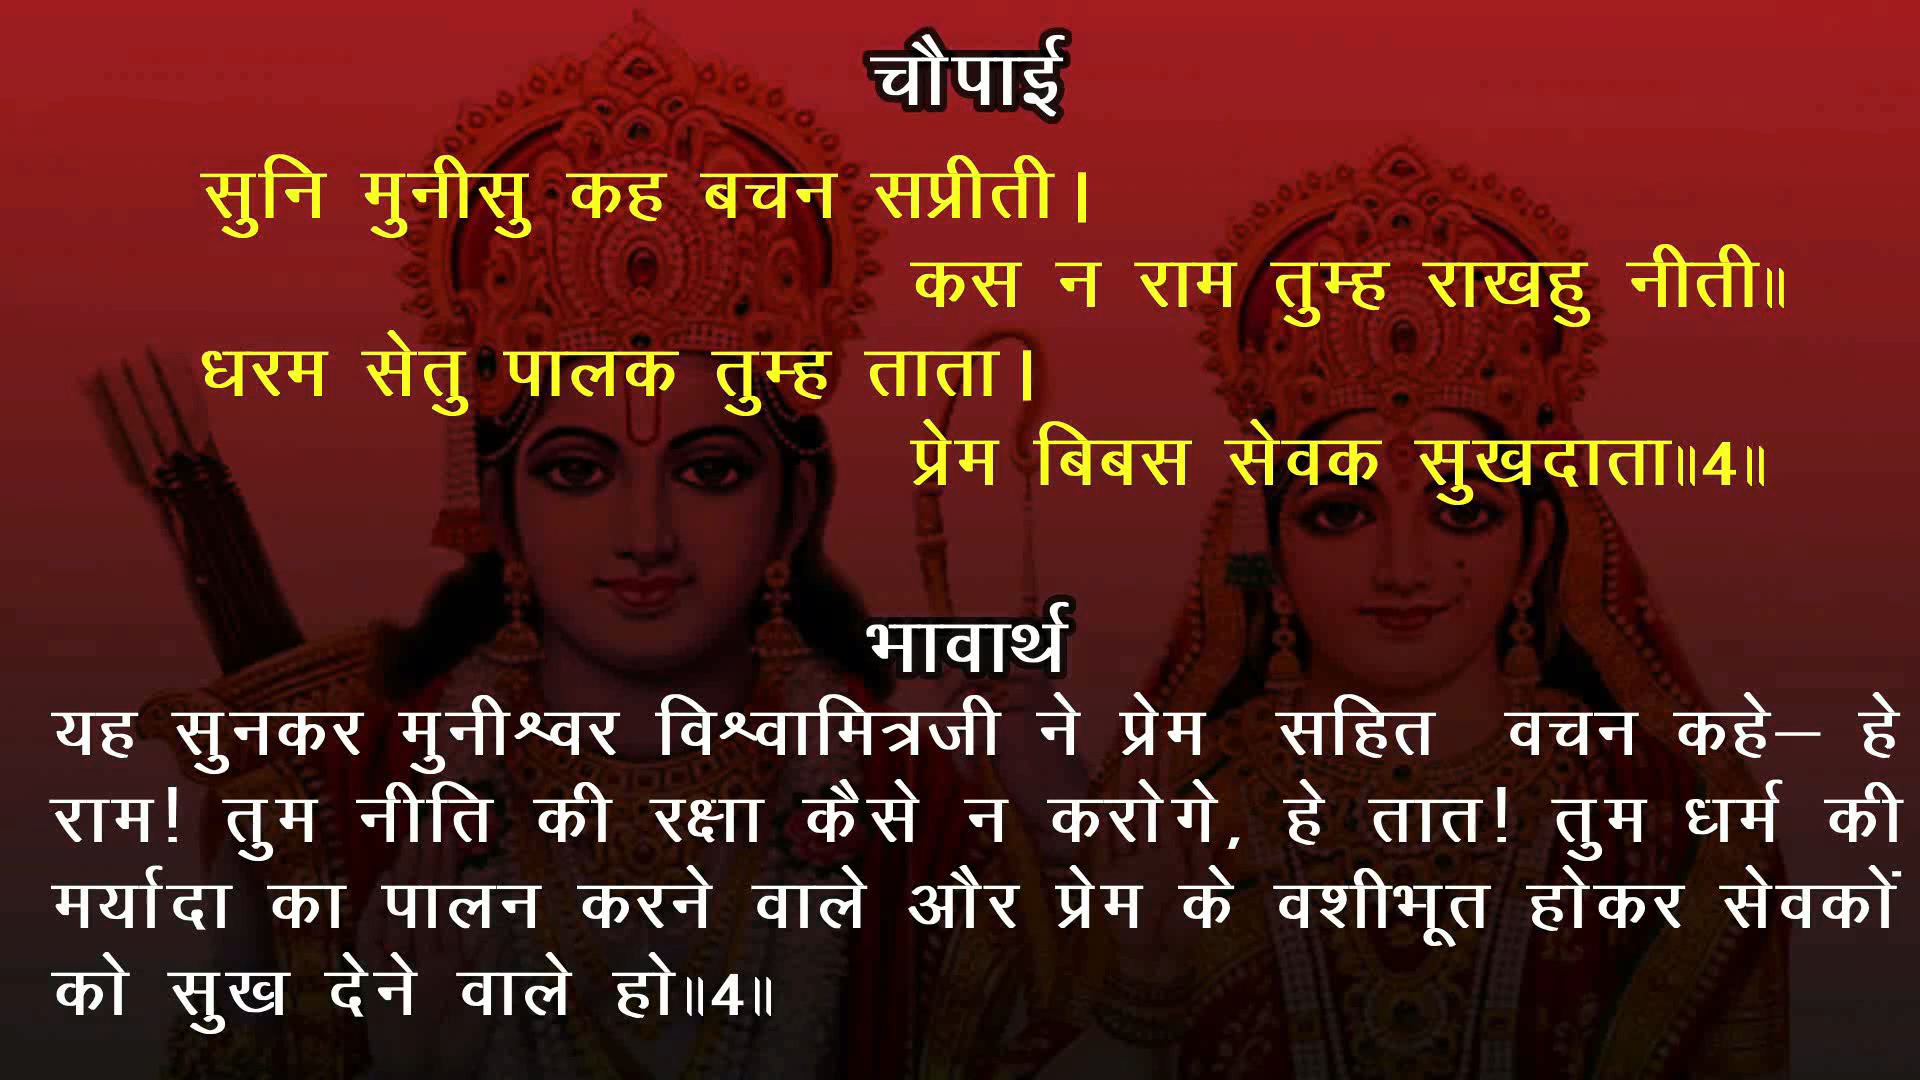 चौपाई
सुनि मुनीसु कह बचन सप्रीती।
कस न राम तुम्ह राखहु नीती॥
धरम सेतु पालक तुम्ह ताता।
प्रेम बिबस सेवक सुखदाता॥4॥
भावार्थ
यह सुनकर मुनीश्वर विश्वामित्रजी ने प्रेम सहित वचन कहे— हे
राम! तुम नीति की रक्षा कैसे न करोगे, हे तात! तुम धर्म की
मर्यादा का पालन करने वाले और प्रेम के वशीभूत होकर सेवकों
को सुख देने वाले हो॥4॥